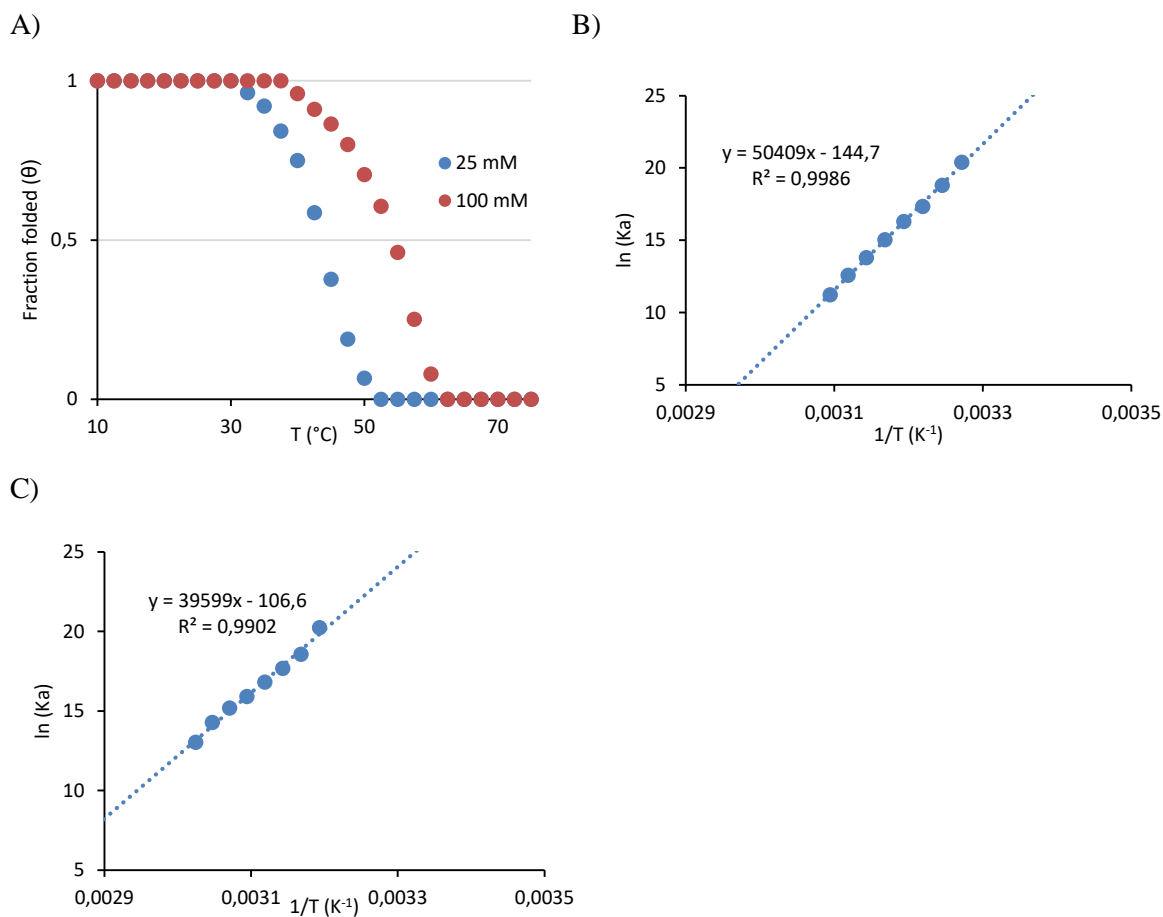 A)
1
0,5
0
10
30
50
70
Fraction folded (θ)
T (°C)
25 mM
100 mM
B)
25
20
15
10
5
0,0029
0,0031
0,0033
0,0035
ln (Ka)
1/T (K⁻¹)
y = 50409x - 144,7
R² = 0,9986
C)
25
20
15
10
5
0,0029
0,0031
0,0033
0,0035
ln (Ka)
1/T (K⁻¹)
y = 39599x - 106,6
R² = 0,9902